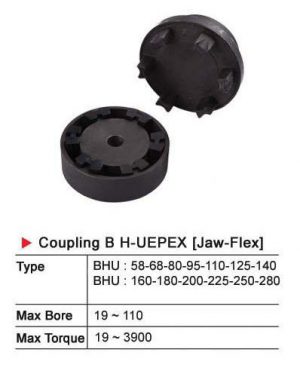 ► Coupling B H-UEPEX [Jaw-Flex]
Type BHU : 58-68-80-95-110-125-140
BHU : 160-180-200-225-250-280
Max Bore 19 ~ 110
Max Torque 19 ~ 3900